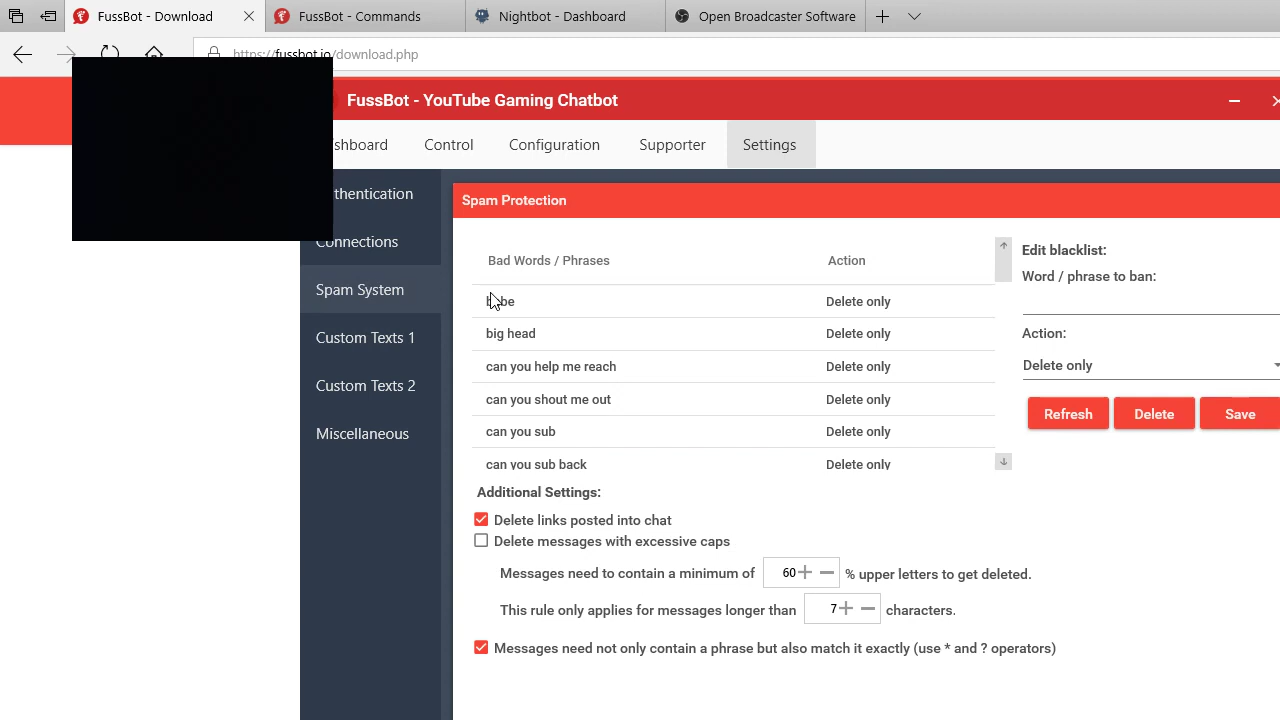 FussBot - Download
FussBot - Commands
Nightbot - Dashboard
Open Broadcaster Software
https://fussbot.io/download.php
FussBot - YouTube Gaming Chatbot
shboard
Control
Configuration
Supporter
Settings
thentication
Connections
Spam System
Custom Texts 1
Custom Texts 2
Miscellaneous
Spam Protection
Bad Words / Phrases
Action
Delete only
big head
Delete only
can you help me reach
Delete only
can you shout me out
Delete only
can you sub
Delete only
can you sub back
Delete only
Edit blacklist:
Word / phrase to ban:
Action:
Delete only
Refresh
Delete
Save
Additional Settings:
Delete links posted into chat
Delete messages with excessive caps
Messages need to contain a minimum of 60 % upper letters to get deleted.
This rule only applies for messages longer than 7 characters.
Messages need not only contain a phrase but also match it exactly (use * and ? operators)